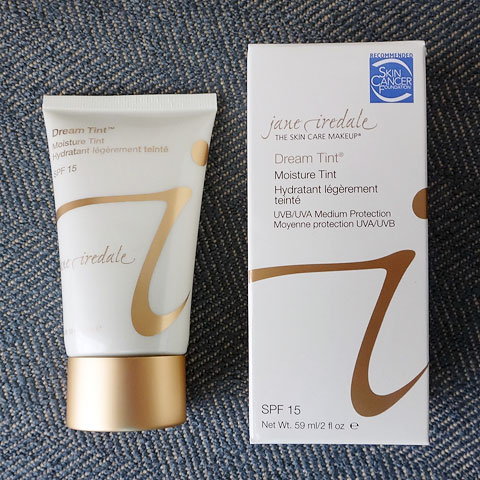 Dream Tint™
Moisture Tint
Hydratant légèrement teinté
SPF 15
jane iredale
RECOMMENDED
SKIN
CANCER
FOUNDATION
jane iredale
THE SKIN CARE MAKEUP®
Dream Tint®
Moisture Tint
Hydratant légèrement
teinté
UVB/UVA Medium Protection
Moyenne protection UVA/UVB
SPF 15
Net Wt. 59 ml/2 fl oz e